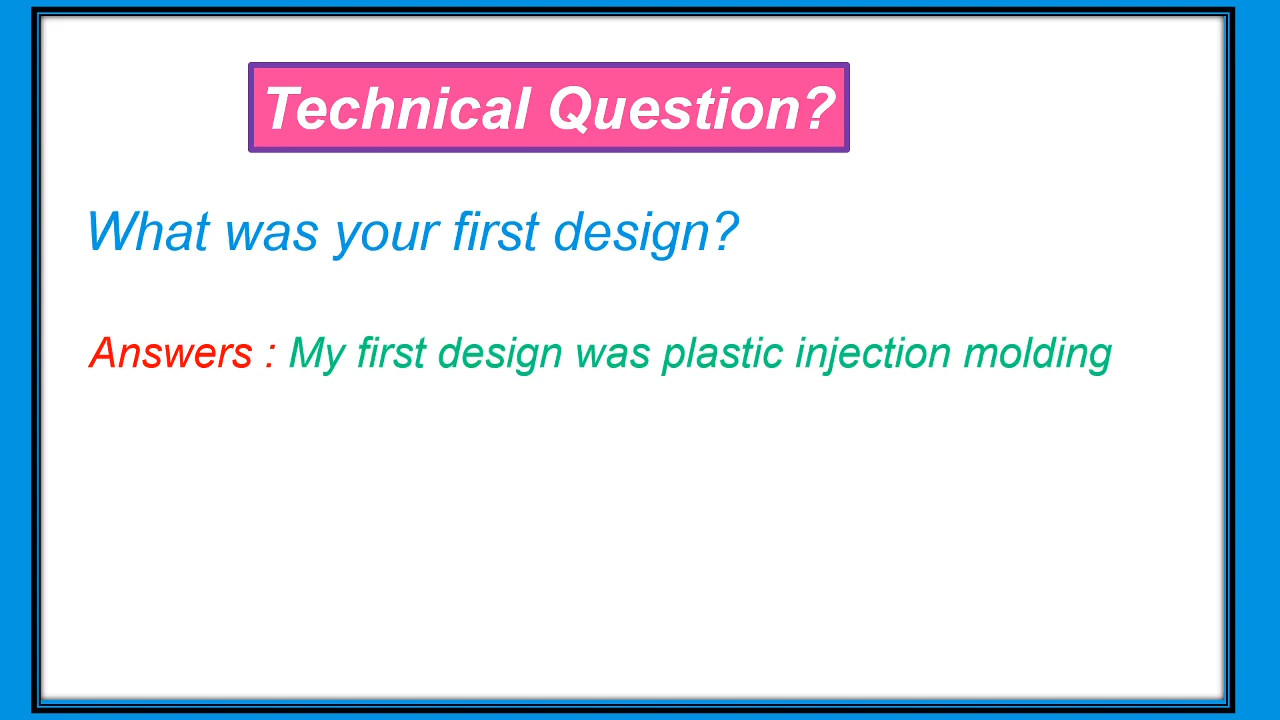 Technical Question?
What was your first design?
Answers : My first design was plastic injection molding